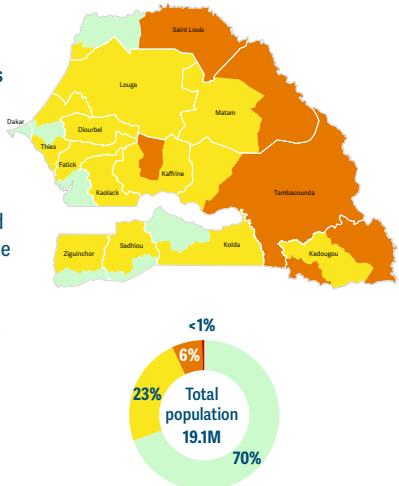 Saint Louis
Louga
Matam
Dakar
Diourbel
Thies
Fatick
Kaffrine
Kaolack
Tambacounda
Ziguinchor
Sedhiou
Kolda
Kedougou
s
d
e
<1%
6%
23%
Total
population
19.1M
70%